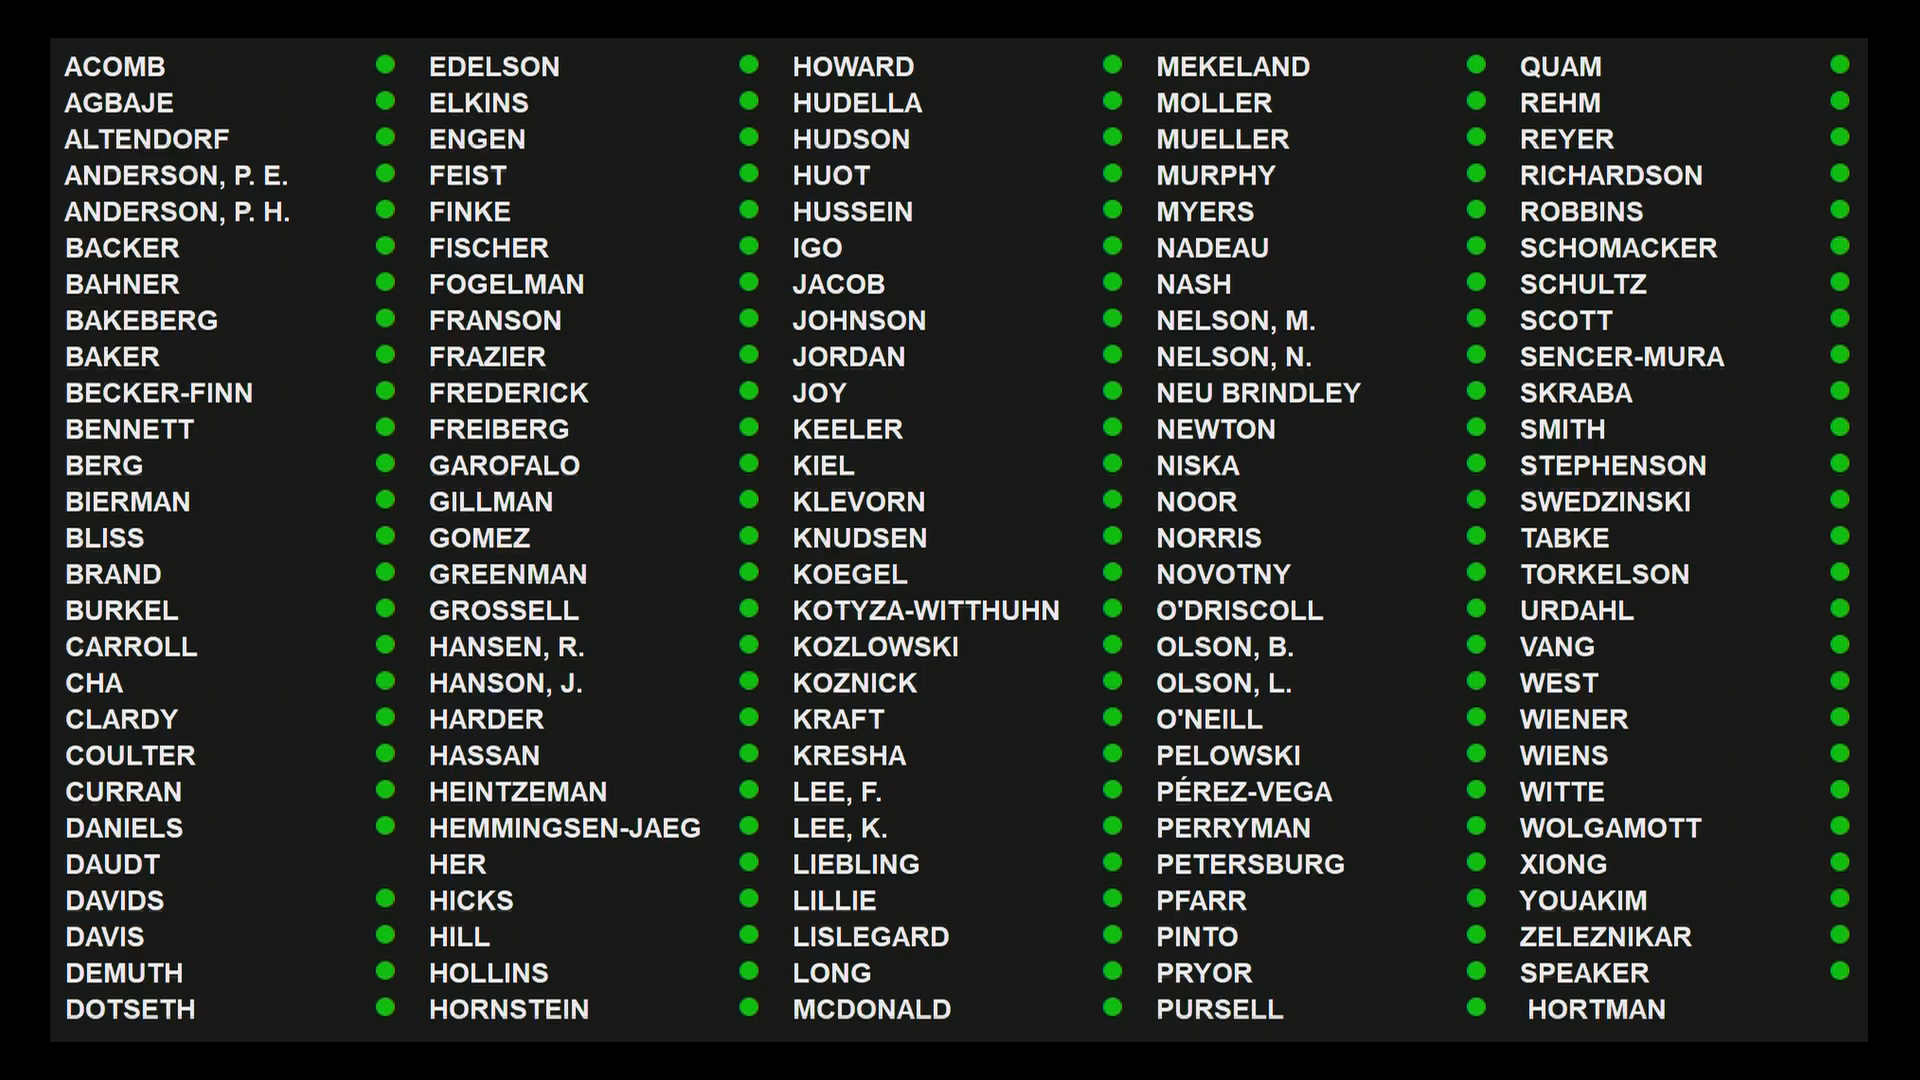 ACOMB
AGBAJE
ALTENDORF
ANDERSON, P. E.
ANDERSON, P. H.
BACKER
BAHNER
BAKEBERG
BAKER
BECKER-FINN
BENNETT
BERG
BIERMAN
BLISS
BRAND
BURKEL
CARROLL
CHA
CLARDY
COULTER
CURRAN
DANIELS
DAUDT
DAVIDS
DAVIS
DEMUTH
DOTSETH
EDELSON
ELKINS
ENGEN
FEIST
FINKE
FISCHER
FOGELMAN
FRANSON
FRAZIER
FREDERICK
FREIBERG
GAROFALO
GILLMAN
GOMEZ
GREENMAN
GROSSELL
HANSEN, R.
HANSON, J.
HARDER
HASSAN
HEINTZEMAN
HEMMINGSEN-JAEG
HER
HICKS
HILL
HOLLINS
HORNSTEIN
HOWARD
HUDELLA
HUDSON
HUOT
HUSSEIN
IGO
JACOB
JOHNSON
JORDAN
JOY
KEELER
KIEL
KLEVORN
KNUDSEN
KOEGEL
KOTYZA-WITTHUHN
KOZLOWSKI
KOZNICK
KRAFT
KRESHA
LEE, F.
LEE, K.
LIEBLING
LILLIE
LISLEGARD
LONG
MCDONALD
MEKELAND
MOLLER
MUELLER
MURPHY
MYERS
NADEAU
NASH
NELSON, M.
NELSON, N.
NEU BRINDLEY
NEWTON
NISKA
NOOR
NORRIS
NOVOTNY
O'DRISCOLL
OLSON, B.
OLSON, L.
O'NEILL
PELOWSKI
PÉREZ-VEGA
PERRYMAN
PETERSBURG
PFARR
PINTO
PRYOR
PURSELL
QUAM
REHM
REYER
RICHARDSON
ROBBINS
SCHOMACKER
SCHULTZ
SCOTT
SENCER-MURA
SKRABA
SMITH
STEPHENSON
SWEDZINSKI
TABKE
TORKELSON
URDAHL
VANG
WEST
WIENER
WIENS
WITTE
WOLGAMOTT
XIONG
YOUAKIM
ZELEZNIKAR
SPEAKER
HORTMAN